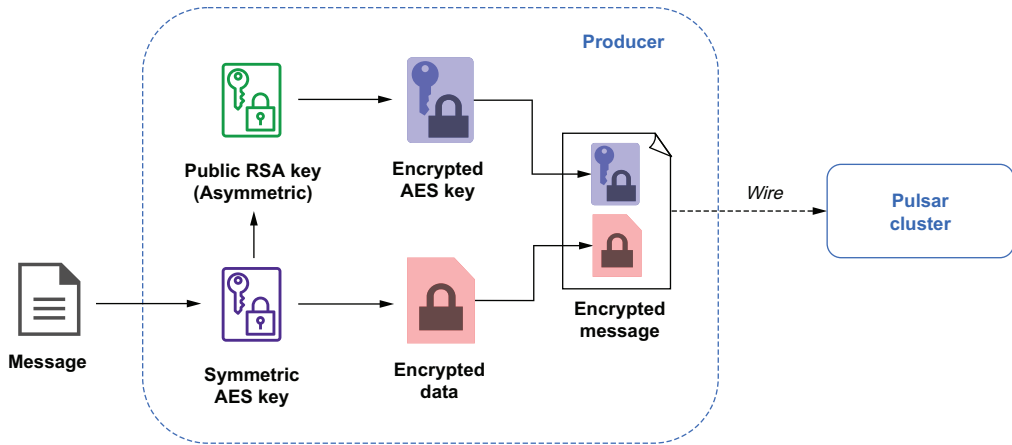 Producer
Public RSA key
(Asymmetric)
Encrypted
AES key
Wire
Pulsar
cluster
Message
Symmetric
AES key
Encrypted
data
Encrypted
message